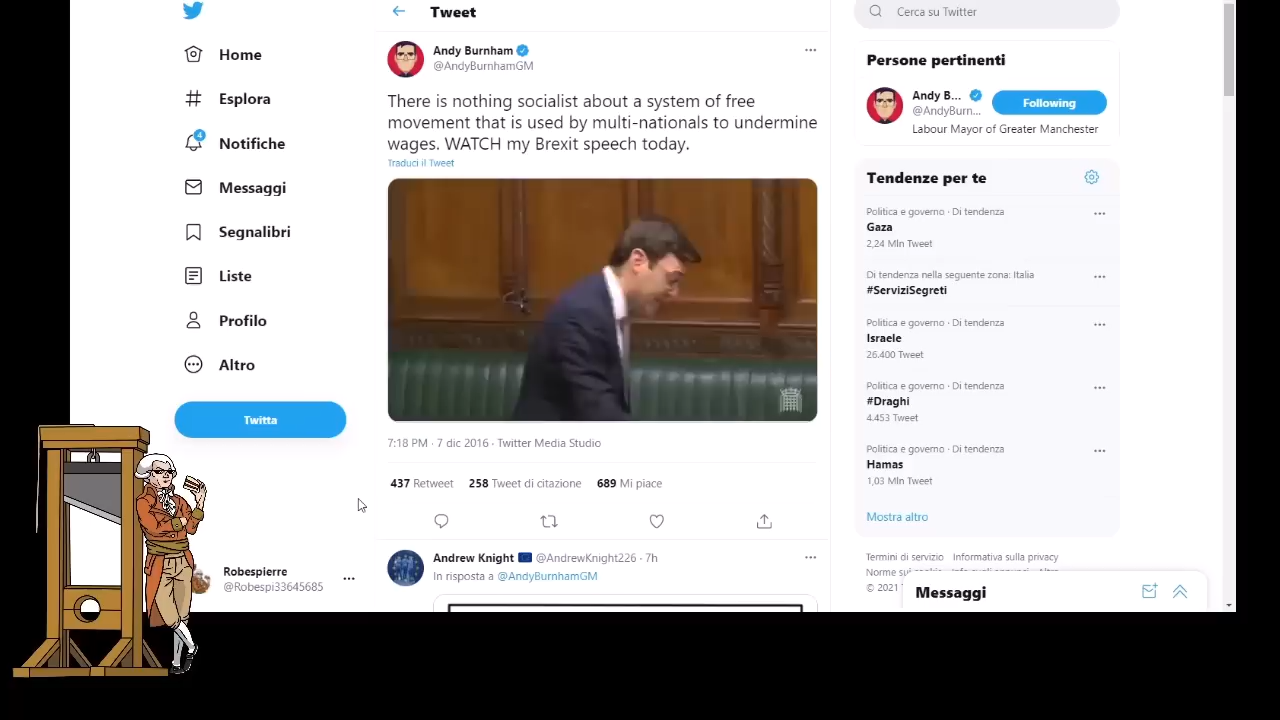 Home
Esplora
4
Notifiche
Messaggi
Segnalibri
Liste
Profilo
Altro
Twitta
Robespierre
@Robespi33645685
Tweet
Andy Burnham
@AndyBurnhamGM
There is nothing socialist about a system of free
movement that is used by multi-nationals to undermine
wages. WATCH my Brexit speech today.
Traduci il Tweet
7:18 PM · 7 dic 2016 · Twitter Media Studio
437 Retweet 258 Tweet di citazione 689 Mi piace
Andrew Knight @AndrewKnight226 · 7h
In risposta a @AndyBurnhamGM
Cerca su Twitter
Persone pertinenti
Andy B...
@AndyBurn...
Following
Labour Mayor of Greater Manchester
Tendenze per te
Politica e governo · Di tendenza
Gaza
2,24 Mln Tweet
Di tendenza nella seguente zona: Italia
#ServiziSegreti
Politica e governo · Di tendenza
Israele
26.400 Tweet
Politica e governo · Di tendenza
#Draghi
4.453 Tweet
Politica e governo · Di tendenza
Hamas
1,03 Mln Tweet
Mostra altro
Termini di servizio Informativa sulla privacy
© 2021
Messaggi